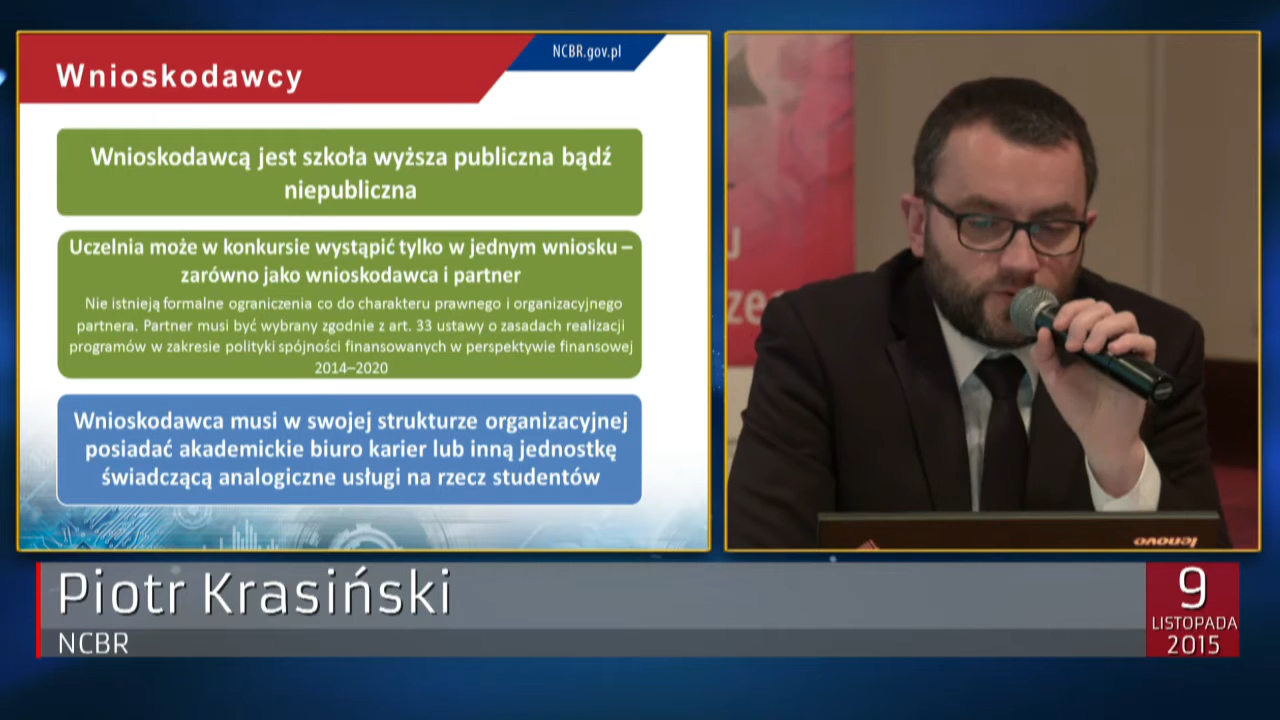 NCBR.gov.pl
Wnioskodawcy
Wnioskodawcą jest szkoła wyższa publiczna bądź
niepubliczna
Uczelnia może w konkursie wystąpić tylko w jednym wniosku –
zarówno jako wnioskodawca i partner
Nie istnieją formalne ograniczenia co do charakteru prawnego i organizacyjnego
partnera. Partner musi być wybrany zgodnie z art. 33 ustawy o zasadach realizacji
programów w zakresie polityki spójności finansowanych w perspektywie finansowej
2014–2020
Wnioskodawca musi w swojej strukturze organizacyjnej
posiadać akademickie biuro karier lub inną jednostkę
świadczącą analogiczne usługi na rzecz studentów
lenovo
Piotr Krasiński
NCBR
9
LISTOPADA
2015